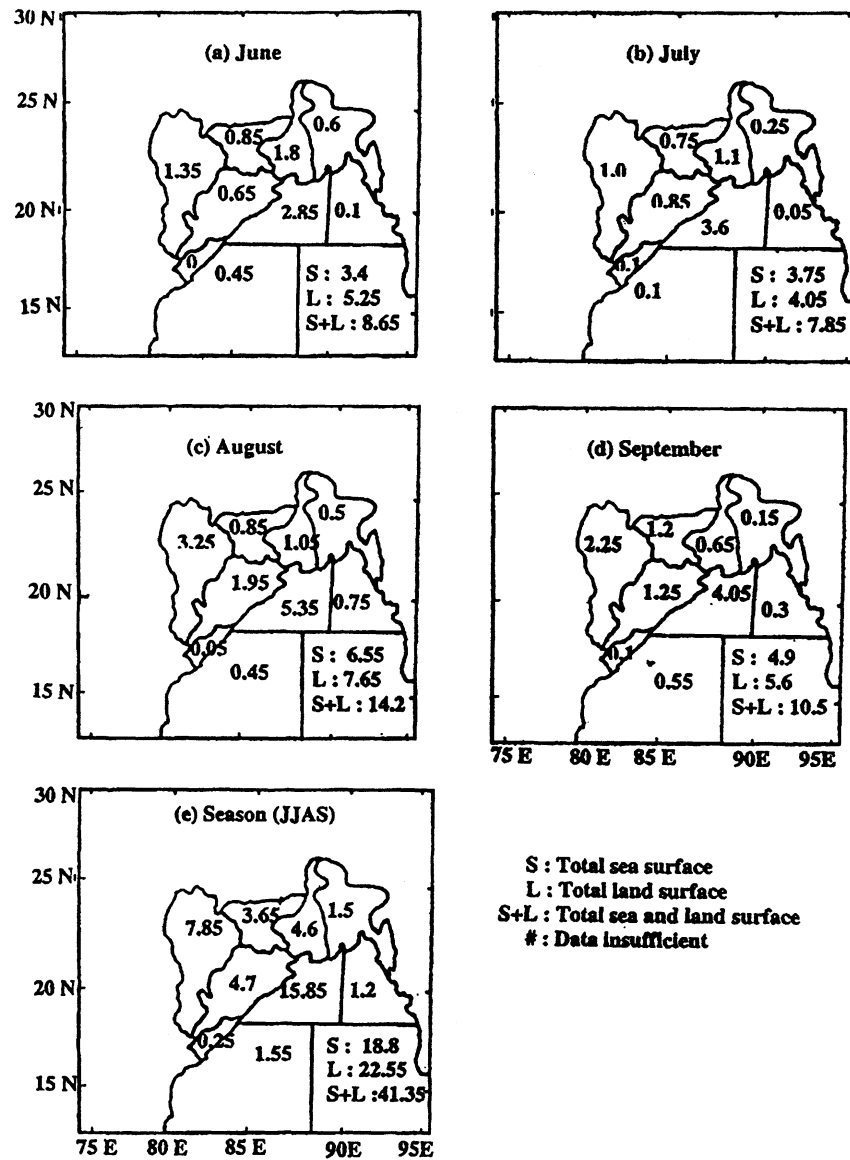 30 N
(a) June
25 N
0.85
0.6
1.35
1.8
0.65
20 N
2.85
0.1
0
0.45
S : 3.4
15 N
L : 5.25
S+L : 8.65
(b) July
0.75
0.25
1.0
1.1
0.85
0.05
3.6
0.1
0.1
S : 3.75
L : 4.05
S+L : 7.85
30 N
(c) August
25 N
0.85
0.5
3.25
1.05
1.95
20 N
5.35
0.75
0.05
0.45
S : 6.55
15 N
L : 7.65
S+L : 14.2
(d) September
1.2
0.15
2.25
0.65
1.25
4.05
0.3
0.1
0.55
S : 4.9
L : 5.6
S+L : 10.5
75 E 80 E 85 E 90E 95E
30 N
(e) Season (JJAS)
25 N
3.65
1.5
7.85
4.6
4.7
20 N
15.85
1.2
0.25
1.55
S : 18.8
15 N
L : 22.55
S+L :41.35
75 E 80 E 85 E 90E 95E
S : Total sea surface
L : Total land surface
S+L : Total sea and land surface
# : Data insufficient